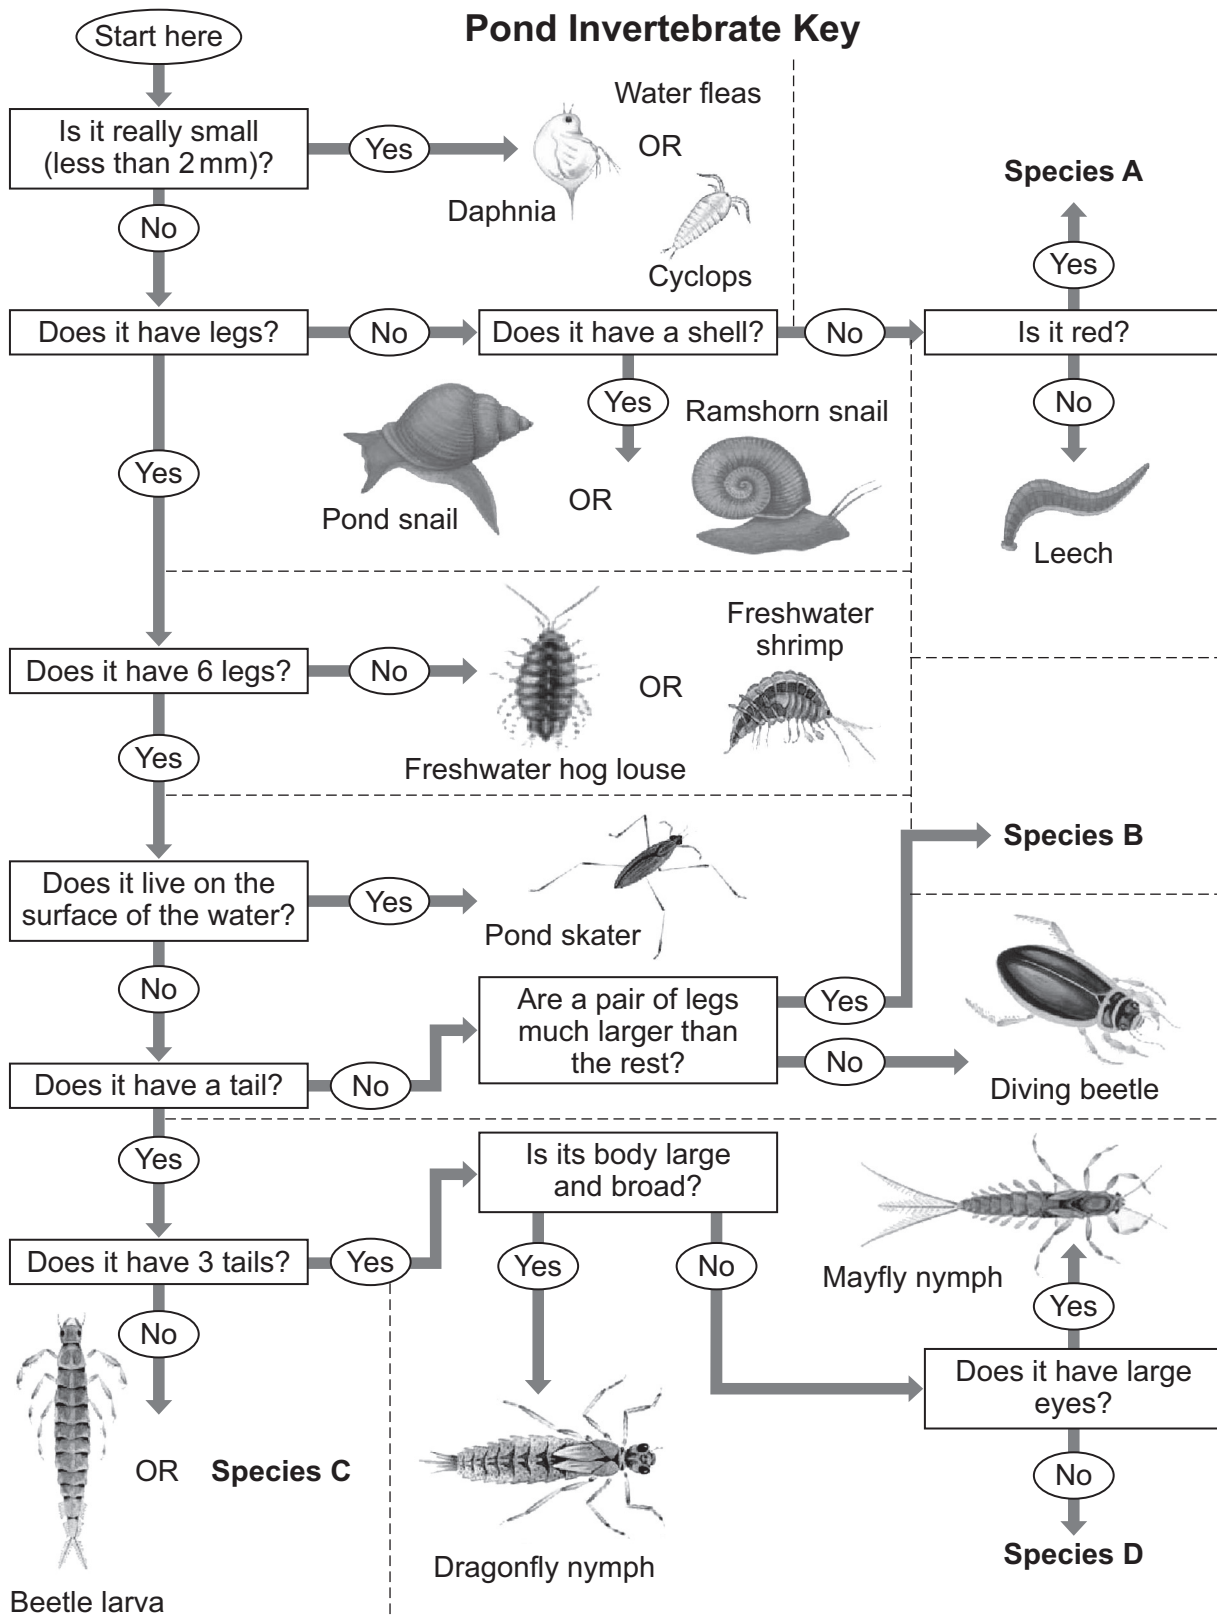 Pond Invertebrate Key
Start here
Is it really small
(less than 2 mm)?
Yes
Water fleas
OR
Daphnia
Cyclops
No
Does it have legs?
No
Does it have a shell?
No
Is it red?
Yes
Species A
No
Leech
Yes
Pond snail
OR
Ramshorn snail
Yes
Does it have 6 legs?
No
Freshwater hog louse
OR
Freshwater
shrimp
Yes
Does it live on the
surface of the water?
Yes
Pond skater
No
Does it have a tail?
No
Are a pair of legs
much larger than
the rest?
Yes
Species B
No
Diving beetle
Yes
Does it have 3 tails?
Yes
Is its body large
and broad?
Yes
Dragonfly nymph
No
Does it have large
eyes?
Yes
Mayfly nymph
No
Species D
No
Beetle larva
OR
Species C